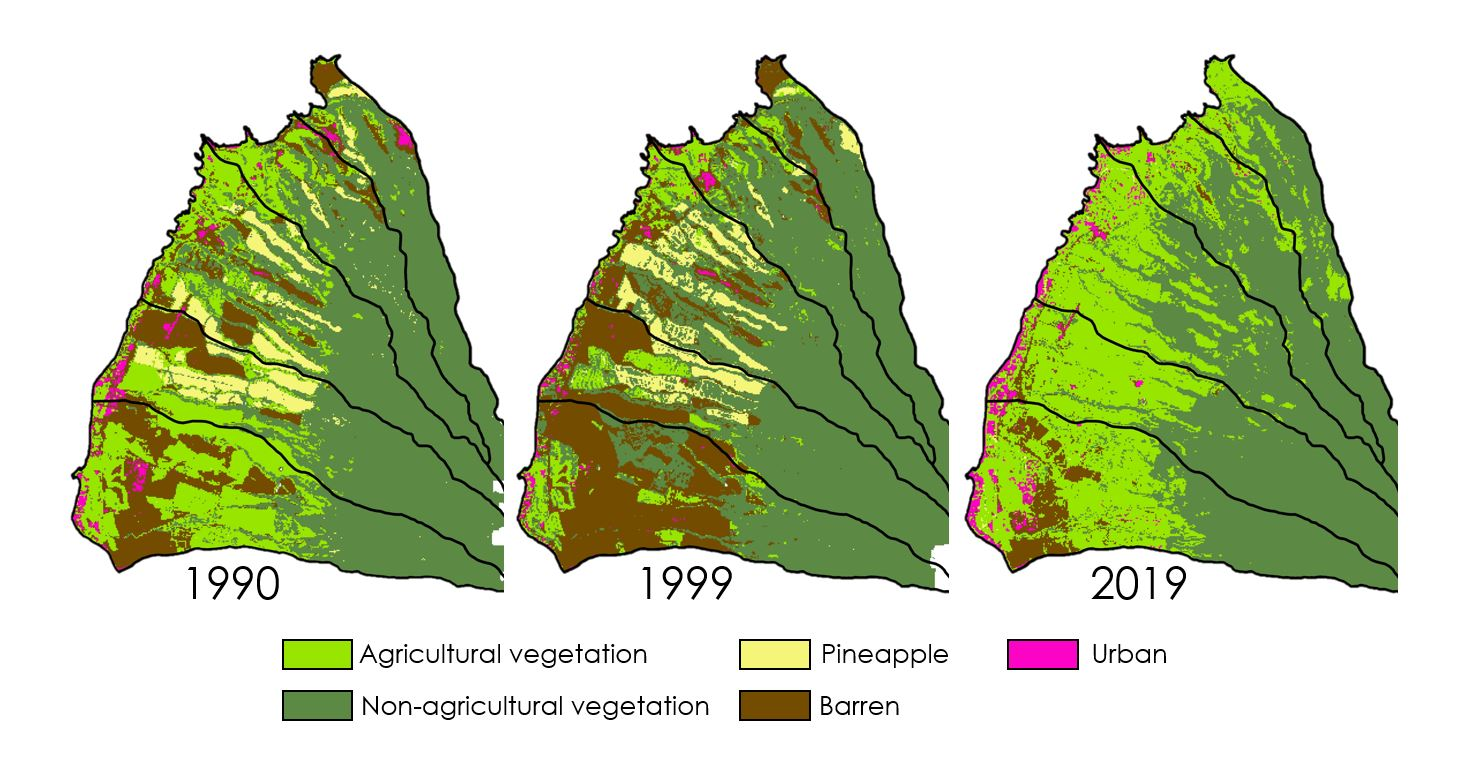 1990 1999 2019
Agricultural vegetation Pineapple Urban
Non-agricultural vegetation Barren